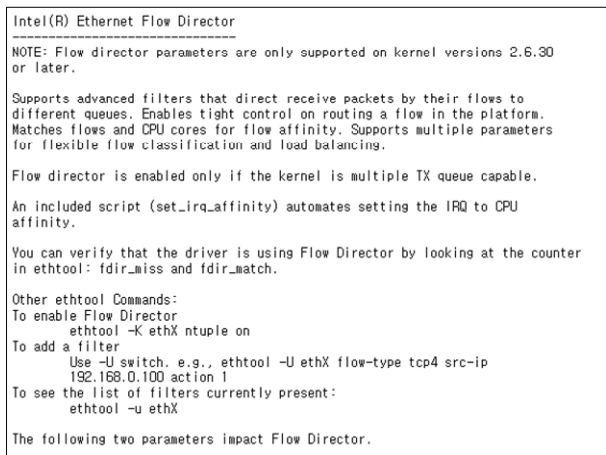 Intel(R) Ethernet Flow Director
-------------------------------
NOTE: Flow director parameters are only supported on kernel versions 2.6.30
or later.

Supports advanced filters that direct receive packets by their flows to
different queues. Enables tight control on routing a flow in the platform.
Matches flows and CPU cores for flow affinity. Supports multiple parameters
for flexible flow classification and load balancing.

Flow director is enabled only if the kernel is multiple TX queue capable.

An included script (set_irq_affinity) automates setting the IRQ to CPU
affinity.

You can verify that the driver is using Flow Director by looking at the counter
in ethtool: fdir_miss and fdir_match.

Other ethtool Commands:
To enable Flow Director
        ethtool -K ethX ntuple on
To add a filter
        Use -U switch. e.g., ethtool -U ethX flow-type tcp4 src-ip
        192.168.0.100 action 1
To see the list of filters currently present:
        ethtool -u ethX

The following two parameters impact Flow Director.